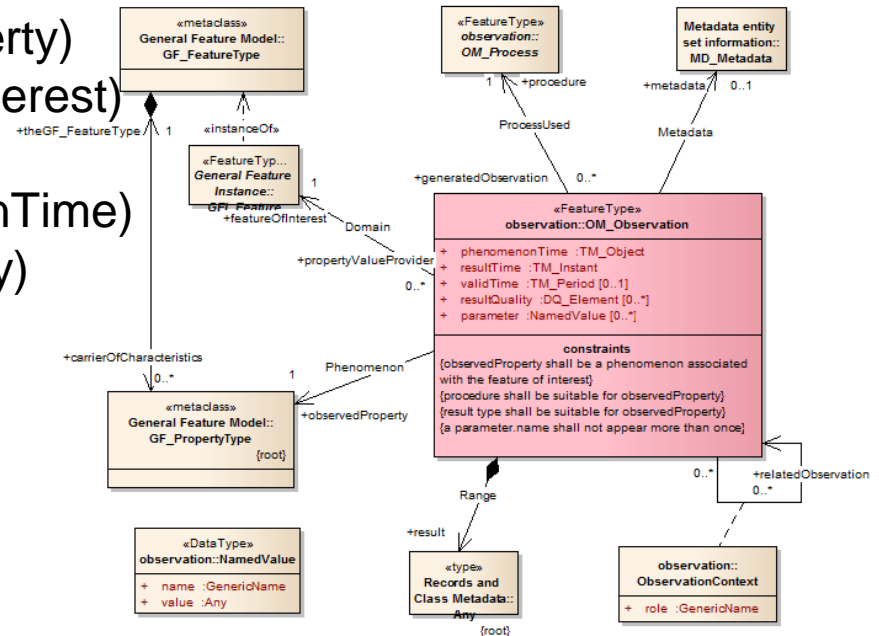 erty)
erest)
nTime)
y)
«metaclass»
General Feature Model::
GF_FeatureType
+theGF_FeatureType
1
«instanceOf»
«FeatureTyp...
General Feature
Instance::
GFI_Feature
1
+featureOfInterest
Domain
+propertyValueProvider
0..*
«FeatureType»
observation::
OM_Process
1
+procedure
ProcessUsed
+generatedObservation
0..*
Metadata entity
set information::
MD_Metadata
+metadata
0..1
Metadata
«FeatureType»
observation::OM_Observation
+ phenomenonTime :TM_Object
+ resultTime :TM_Instant
+ validTime :TM_Period [0..1]
+ resultQuality :DQ_Element [0..*]
+ parameter :NamedValue [0..*]
constraints
{observedProperty shall be a phenomenon associated
with the feature of interest}
{procedure shall be suitable for observedProperty}
{result type shall be suitable for observedProperty}
{a parameter.name shall not appear more than once}
+carrierOfCharacteristics
0..*
Phenomenon
1
+observedProperty
«metaclass»
General Feature Model::
GF_PropertyType
{root}
0..*
+relatedObservation
0..*
Range
+result
«DataType»
observation::NamedValue
+ name :GenericName
+ value :Any
«type»
Records and
Class Metadata::
Any
{root}
observation::
ObservationContext
+ role :GenericName